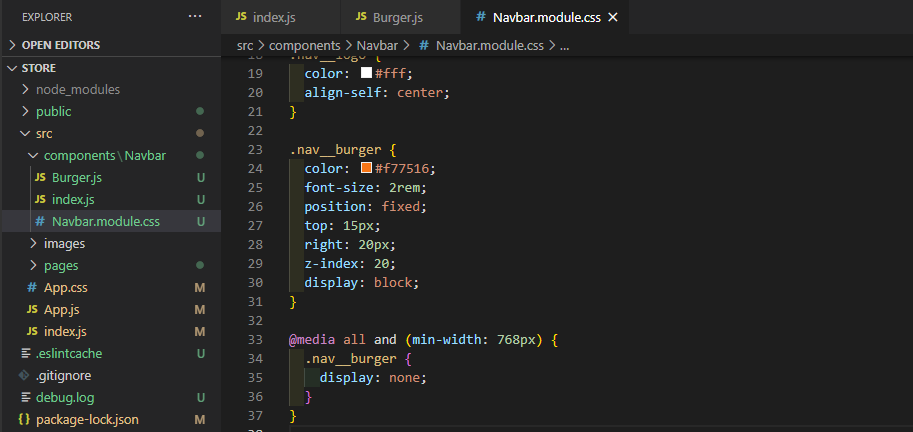 EXPLORER
...
OPEN EDITORS
STORE
node_modules
public
src
components\Navbar
Burger.js U
index.js U
Navbar.module.css U
images
pages
App.css M
App.js M
index.js M
.eslintcache U
.gitignore
debug.log U
package-lock.json M
JS index.js
JS Burger.js
# Navbar.module.css ×
src > components > Navbar > # Navbar.module.css > ...
18 .nav__logo {
19 color: #fff;
20 align-self: center;
21 }
22
23 .nav__burger {
24 color: #f77516;
25 font-size: 2rem;
26 position: fixed;
27 top: 15px;
28 right: 20px;
29 z-index: 20;
30 display: block;
31 }
32
33 @media all and (min-width: 768px) {
34 .nav__burger {
35 display: none;
36 }
37 }
38